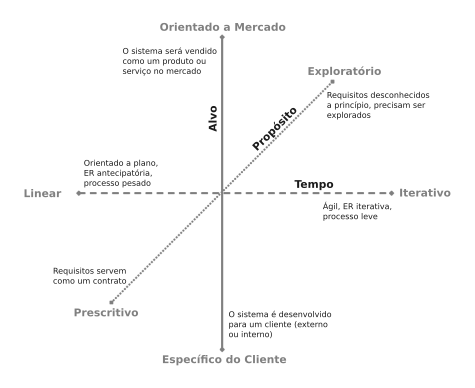 Orientado a Mercado
O sistema será vendido
como um produto ou
serviço no mercado
Exploratório
Requisitos desconhecidos
a princípio, precisam ser
explorados
Alvo
Propósito
Orientado a plano,
ER antecipatória,
processo pesado
Tempo
Linear
Iterativo
Ágil, ER iterativa,
processo leve
Requisitos servem
como um contrato
Prescritivo
O sistema é desenvolvido
para um cliente (externo
ou interno)
Específico do Cliente